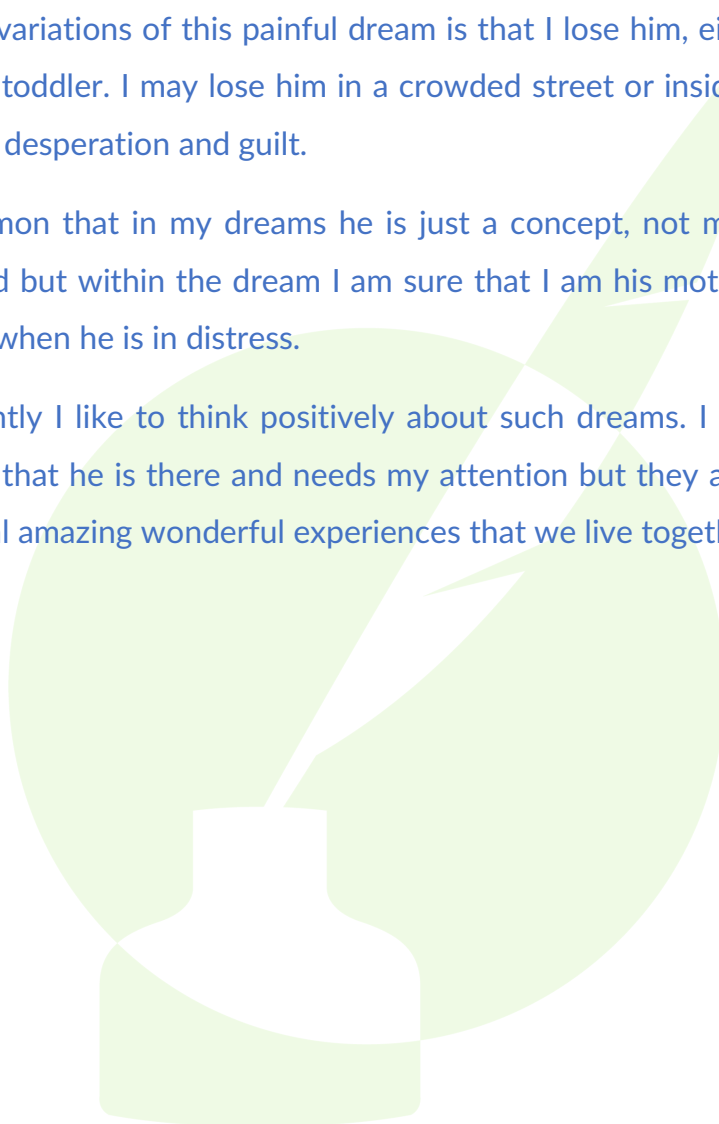 variations of this painful dream is that I lose him, ei
toddler. I may lose him in a crowded street or insid
desperation and guilt.
mon that in my dreams he is just a concept, not m
d but within the dream I am sure that I am his mot
when he is in distress.
ntly I like to think positively about such dreams. I
that he is there and needs my attention but they a
l amazing wonderful experiences that we live togeth